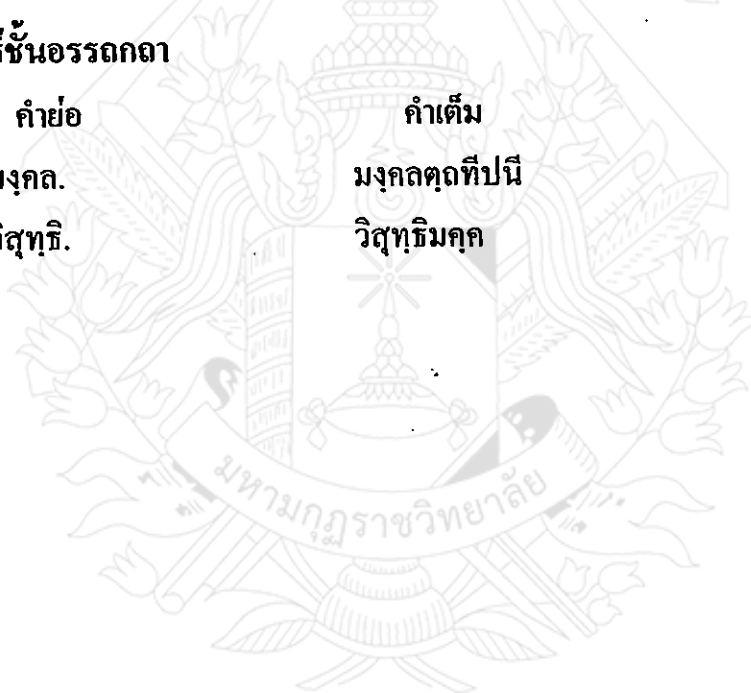 ชั้นอรรถกถา
คำย่อ คำเต็ม
มงฺคล. มงฺคลตฺถทีปนี
วิสุทฺธิ. วิสุทฺธิมคฺค
มหามกุฏราชวิทยาลัย